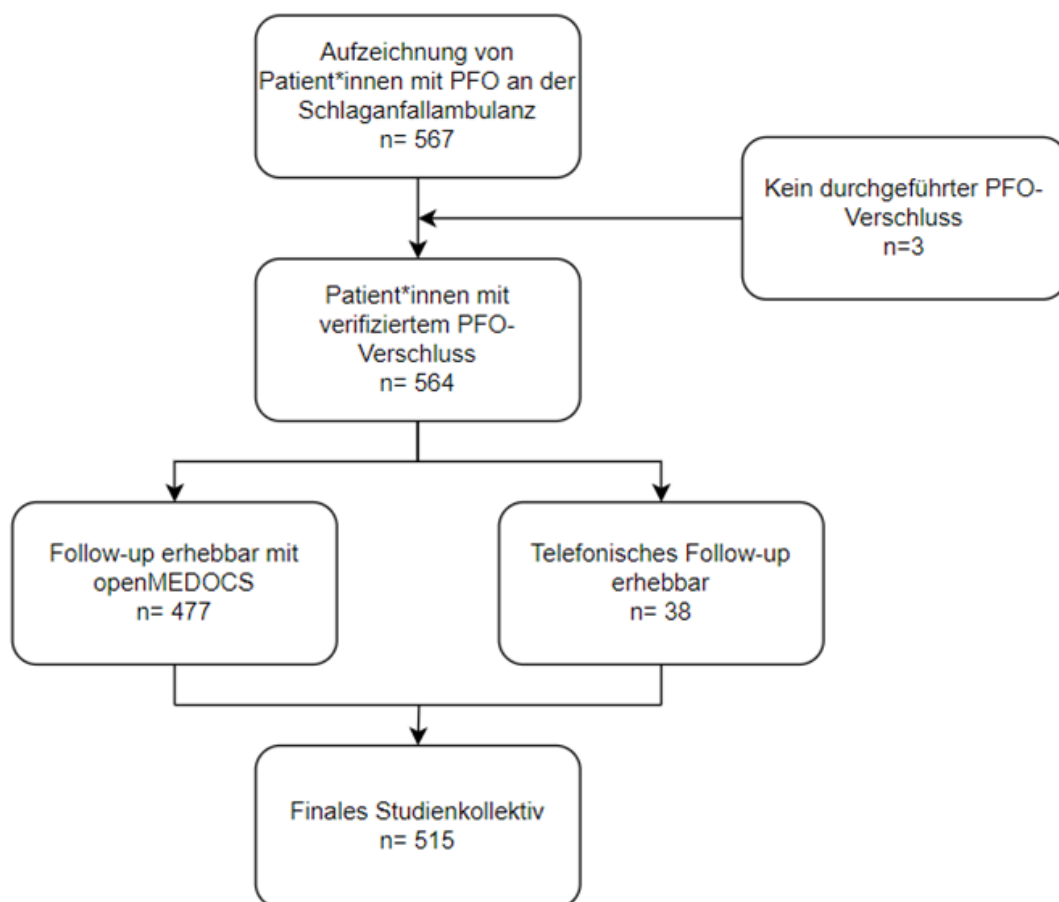 Aufzeichnung von
Patient*innen mit PFO an der
Schlaganfallambulanz
n= 567
Kein durchgeführter PFO-
Verschluss
n=3
Patient*innen mit
verifiziertem PFO-
Verschluss
n= 564
Follow-up erhebbar mit
openMEDOCS
n= 477
Telefonisches Follow-up
erhebbar
n= 38
Finales Studienkollektiv
n= 515